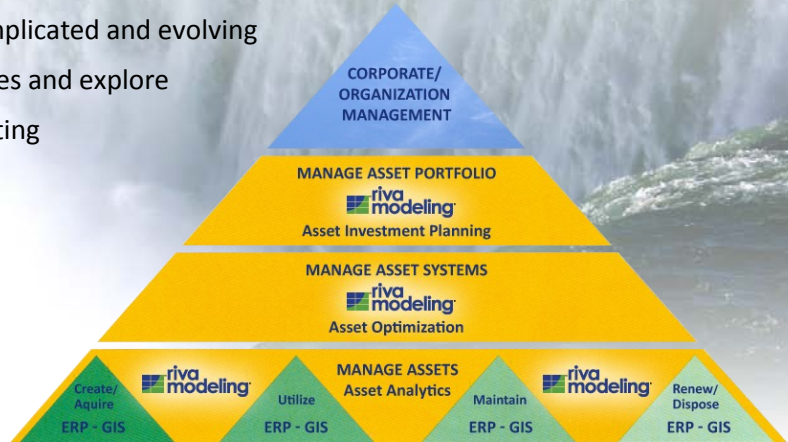 mplicated and evolving
es and explore
ting
CORPORATE/
ORGANIZATION
MANAGEMENT
MANAGE ASSET PORTFOLIO
riva
modeling
Asset Investment Planning
MANAGE ASSET SYSTEMS
riva
modeling
Asset Optimization
riva
modeling
MANAGE ASSETS
Asset Analytics
riva
modeling
Create/
Aquire
ERP - GIS
Utilize
ERP - GIS
Maintain
ERP - GIS
Renew/
Dispose
ERP - GIS